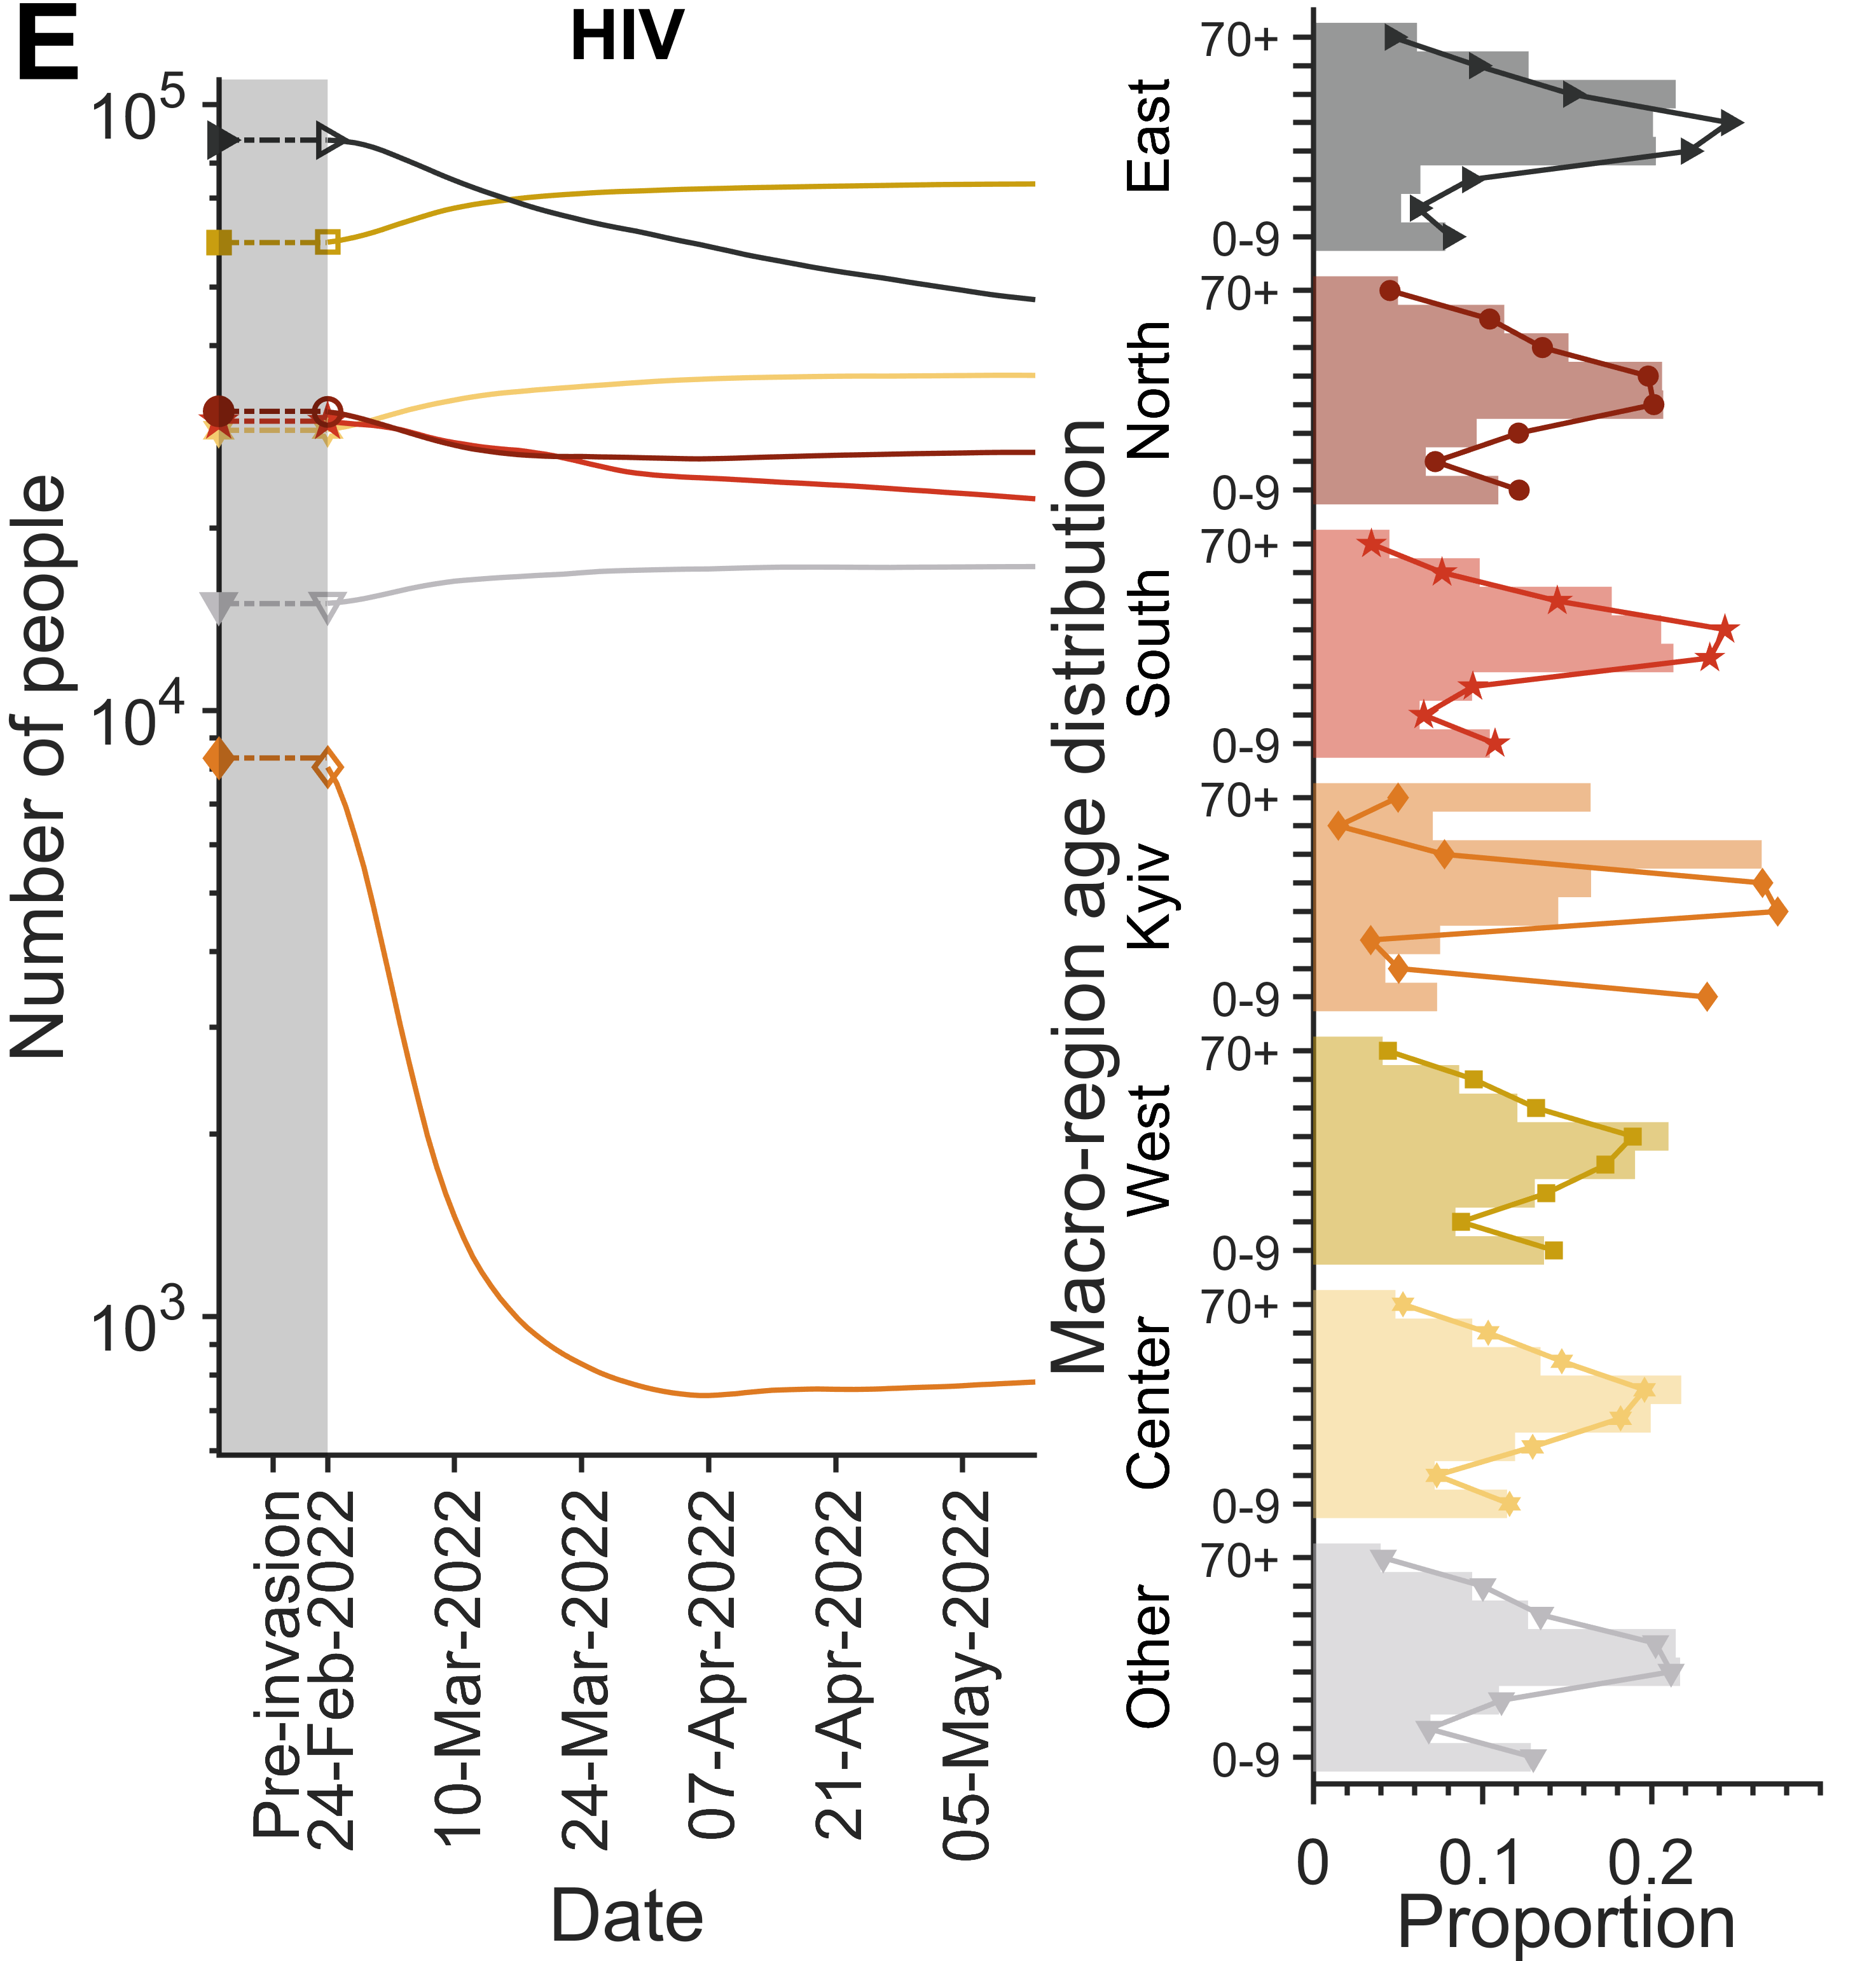 E
HIV
10^5
10^4
10^3
Number of people
Pre-invasion
24-Feb-2022
10-Mar-2022
24-Mar-2022
07-Apr-2022
21-Apr-2022
05-May-2022
Date
Macro-region age distribution
East
70+
0-9
North
70+
0-9
South
70+
0-9
Kyiv
70+
0-9
West
70+
0-9
Center
70+
0-9
Other
70+
0-9
0 0.1 0.2
Proportion